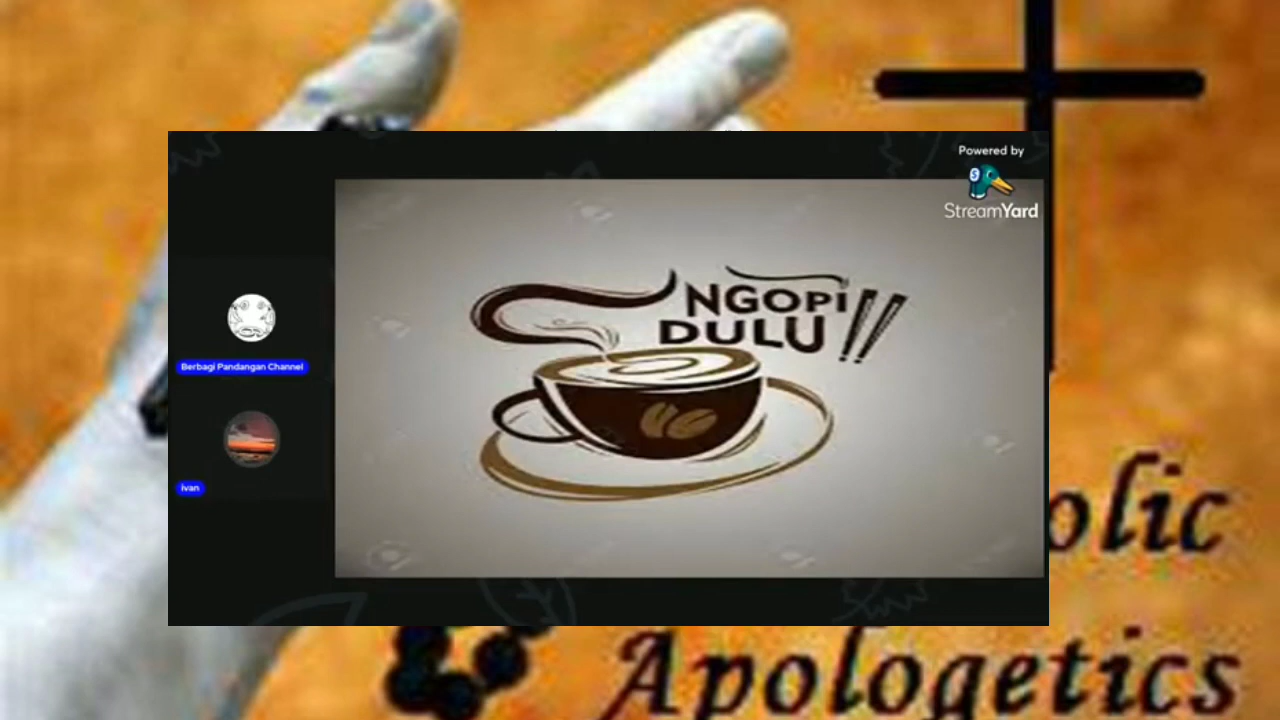 Powered by
StreamYard
NGOPI
DULU!!
Berbagi Pandangan Channel
ivan
olic
Apologetics